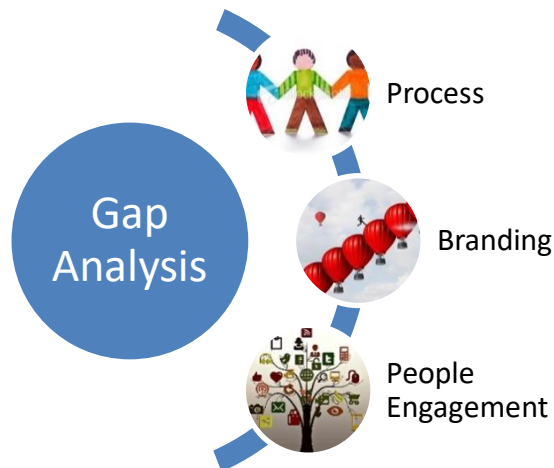 Gap
Analysis
Process
Branding
People
Engagement